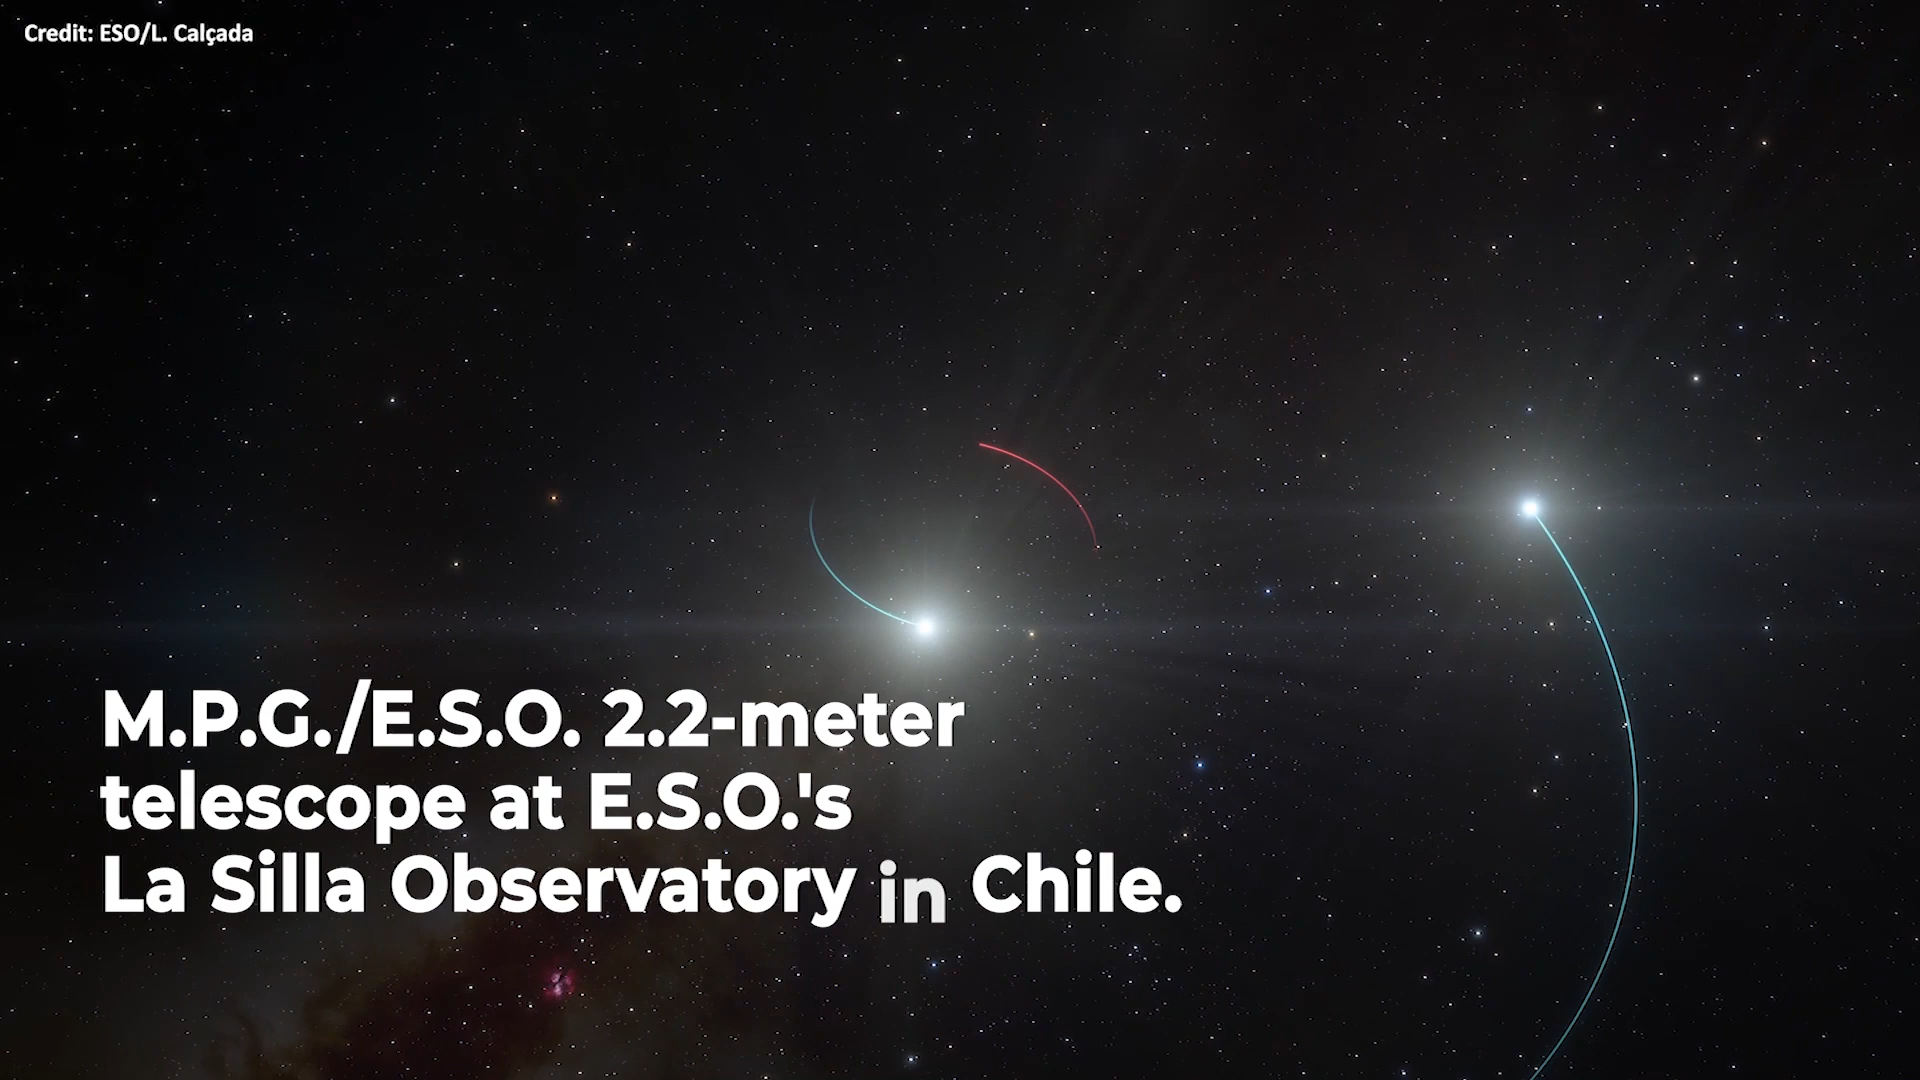 Credit: ESO/L. Calçada
M.P.G./E.S.O. 2.2-meter
telescope at E.S.O.'s
La Silla Observatory in Chile.